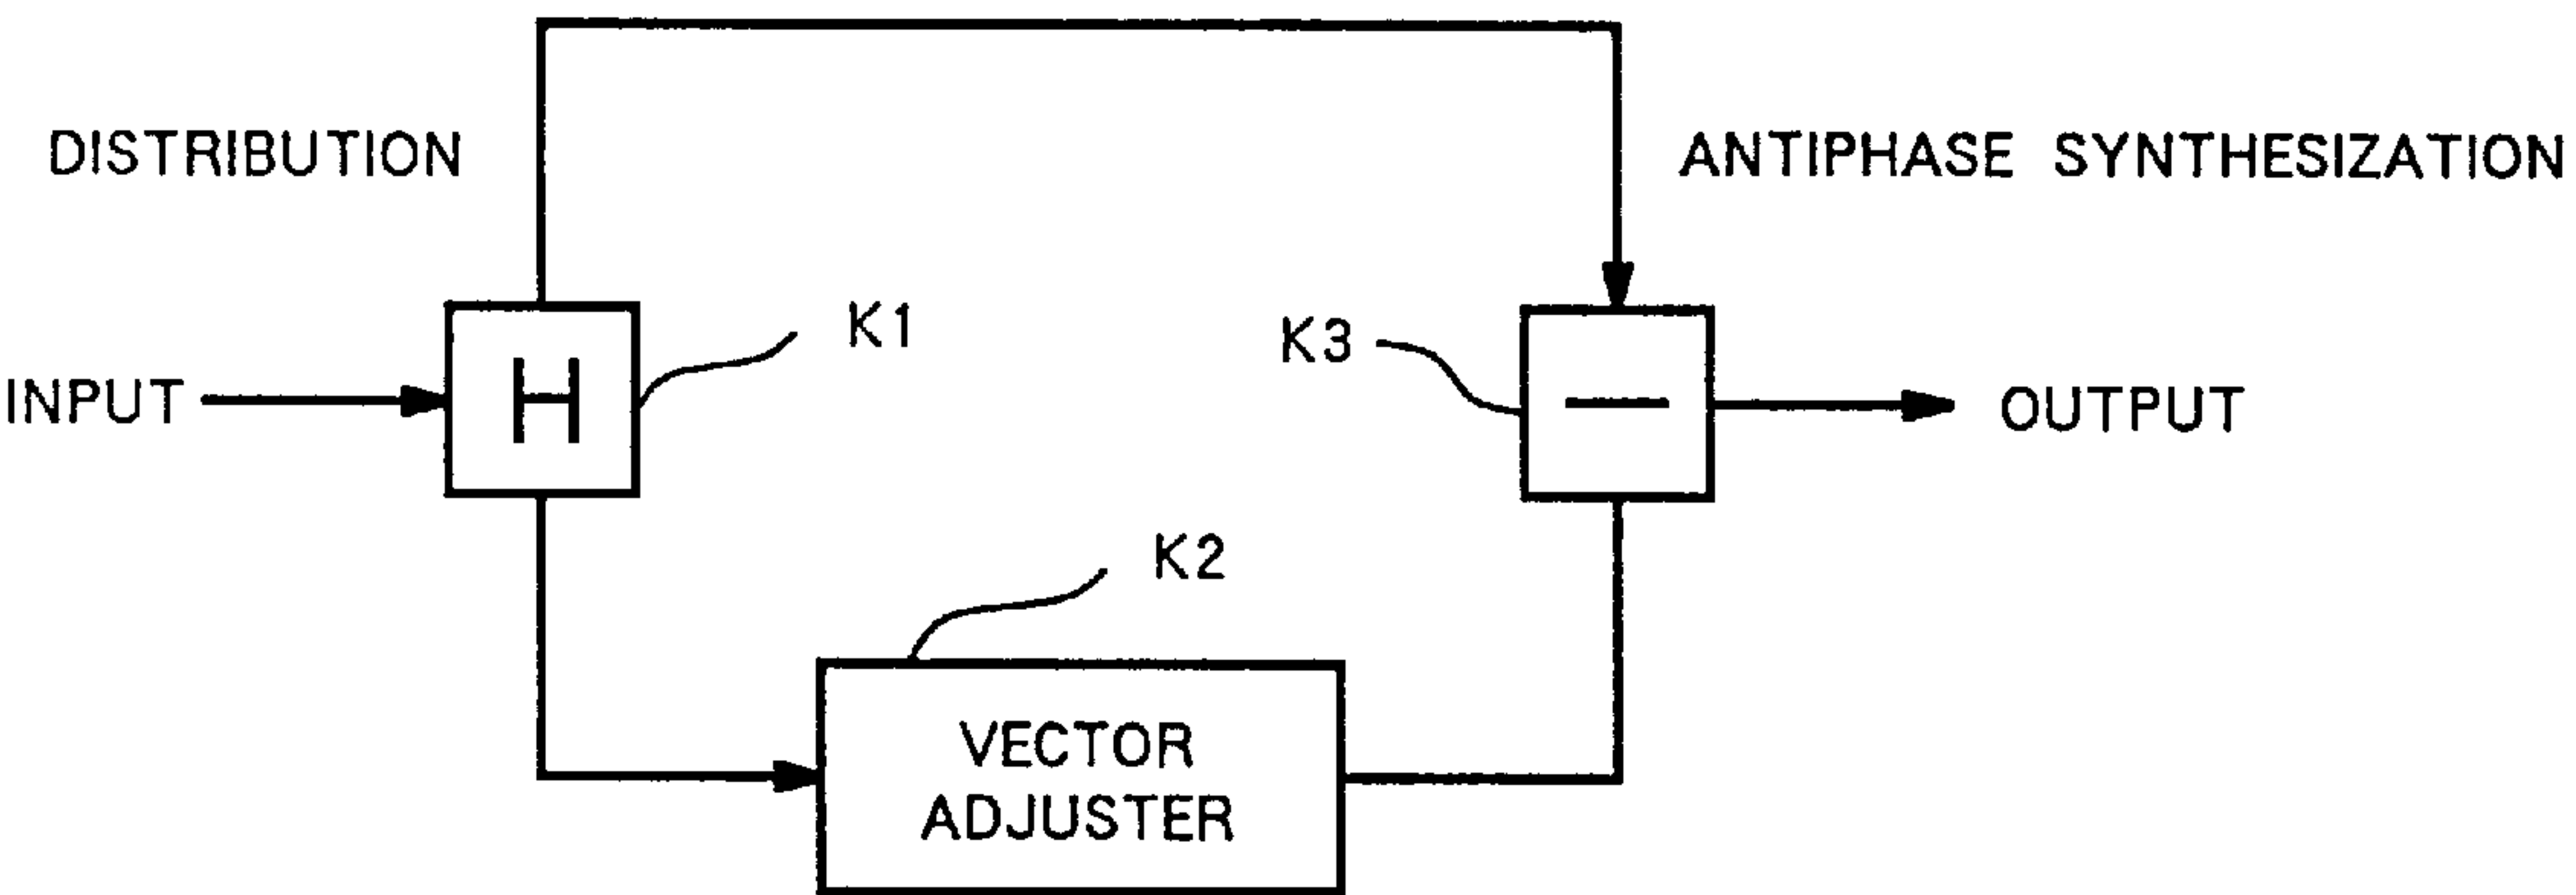 DISTRIBUTION
ANTIPHASE SYNTHESIZATION
K1
K3
INPUT
H
—
OUTPUT
K2
VECTOR
ADJUSTER